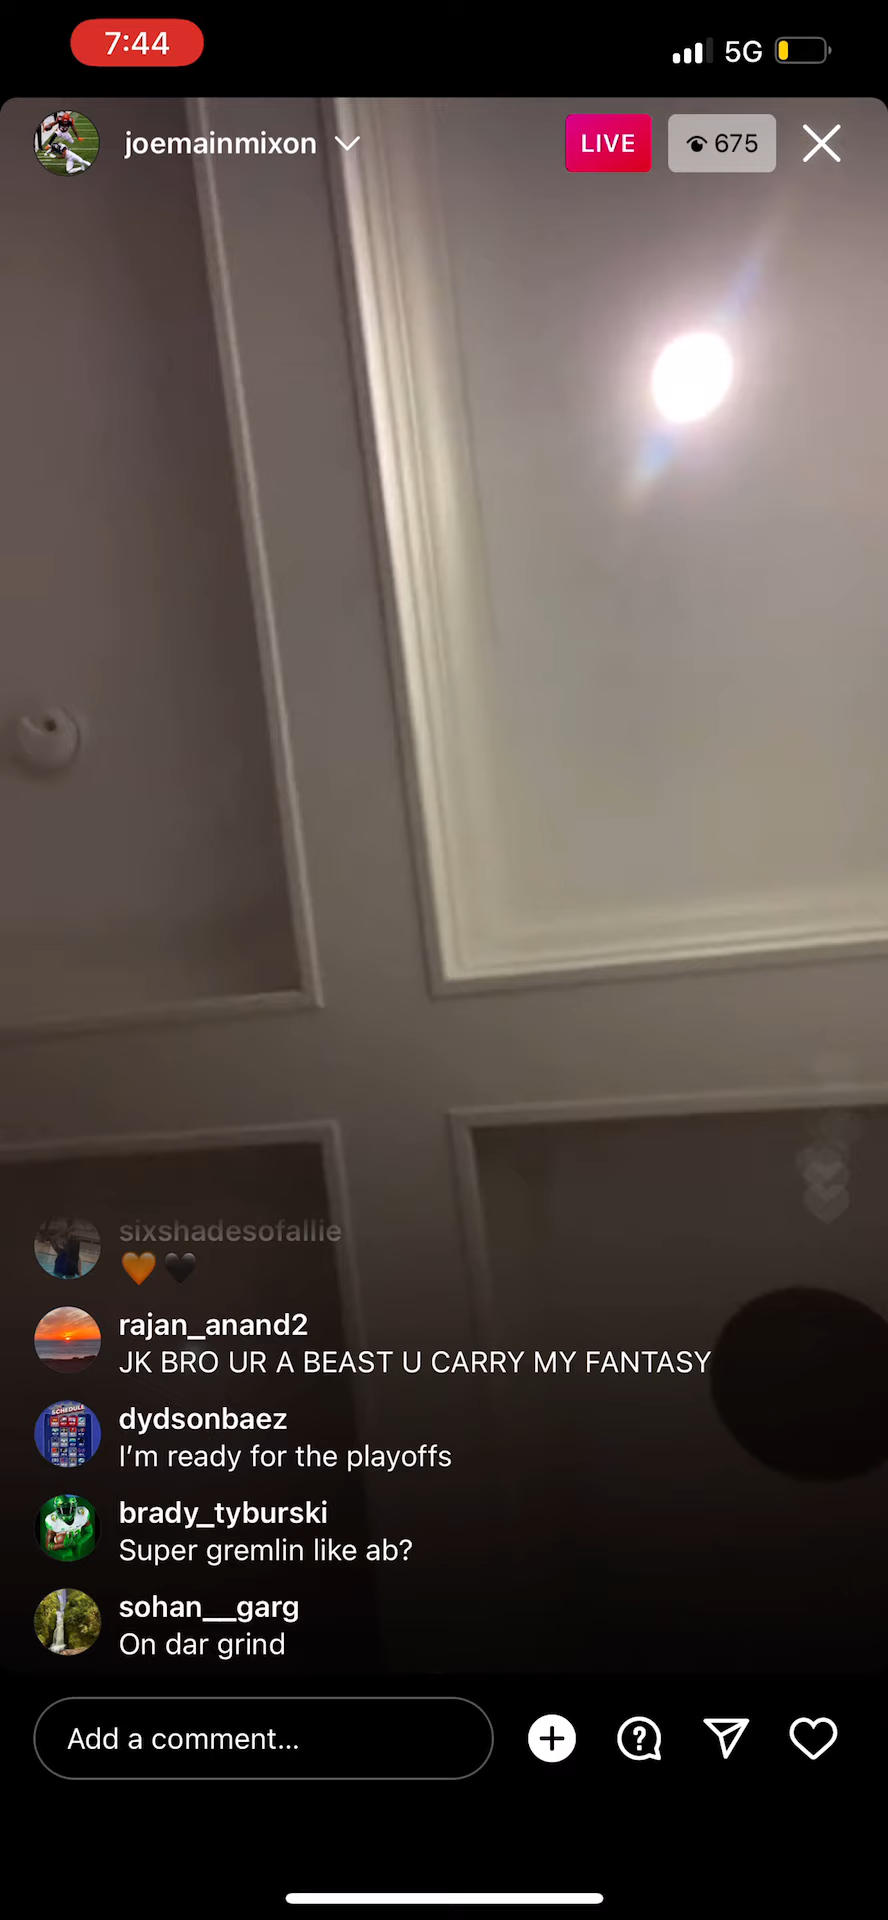 7:44
5G
joemainmixon
LIVE
675
sixshadesofallie
🧡🖤
rajan_anand2
JK BRO UR A BEAST U CARRY MY FANTASY
dydsonbaez
I'm ready for the playoffs
brady_tyburski
Super gremlin like ab?
sohan__garg
On dar grind
Add a comment...
SCHEDULE